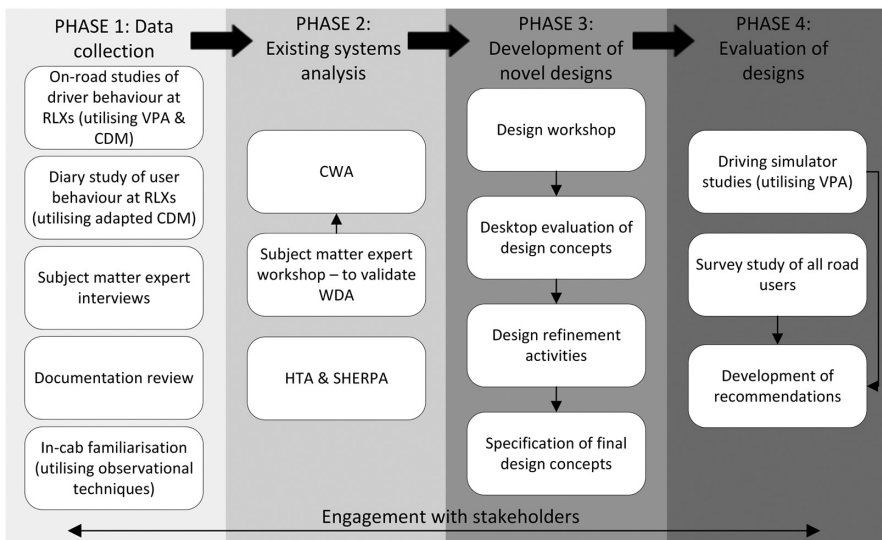 PHASE 1: Data
collection
On-road studies of
driver behaviour at
RLXs (utilising VPA &
CDM)
Diary study of user
behaviour at RLXs
(utilising adapted CDM)
Subject matter expert
interviews
Documentation review
In-cab familiarisation
(utilising observational
techniques)
PHASE 2:
Existing systems
analysis
CWA
Subject matter expert
workshop – to validate
WDA
HTA & SHERPA
PHASE 3:
Development of
novel designs
Design workshop
Desktop evaluation of
design concepts
Design refinement
activities
Specification of final
design concepts
PHASE 4:
Evaluation of
designs
Driving simulator
studies (utilising VPA)
Survey study of all road
users
Development of
recommendations
Engagement with stakeholders